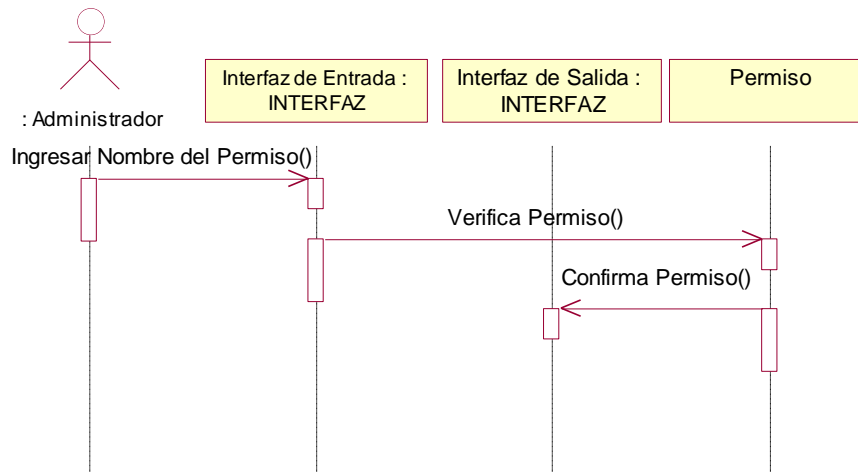 : Administrador
Interfaz de Entrada :
INTERFAZ
Interfaz de Salida :
INTERFAZ
Permiso
Ingresar Nombre del Permiso()
Verifica Permiso()
Confirma Permiso()